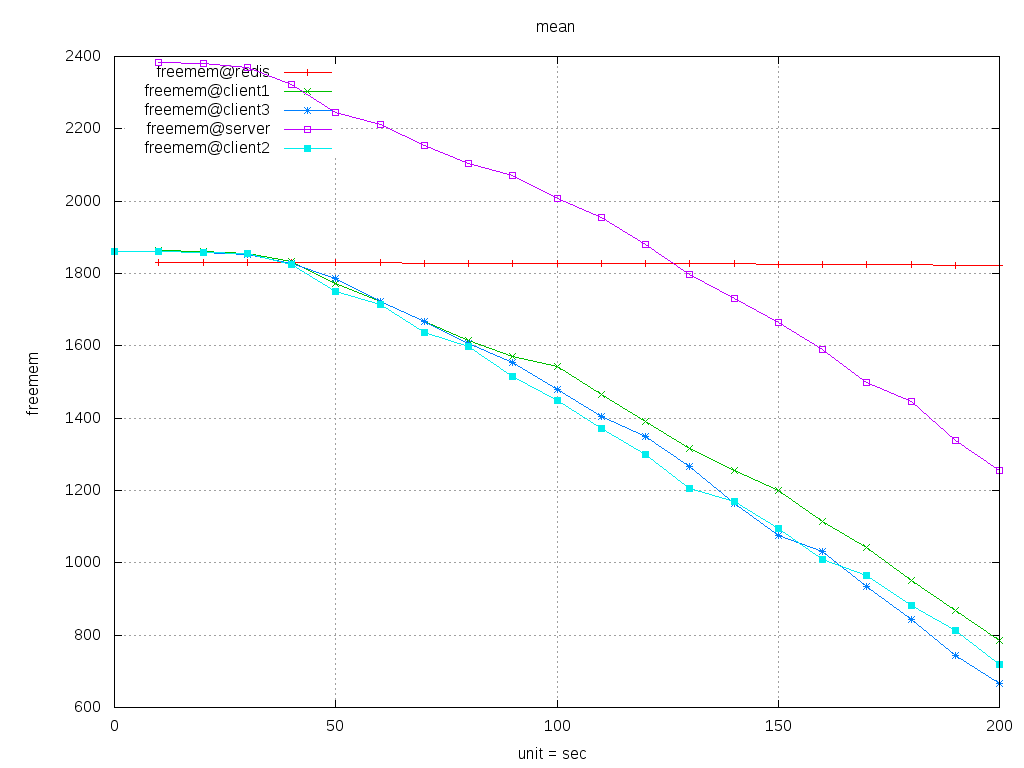 mean
2400
2200
2000
1800
1600
1400
1200
1000
800
600
freemem
freemem@redis
freemem@client1
freemem@client3
freemem@server
freemem@client2
0 50 100 150 200
unit = sec